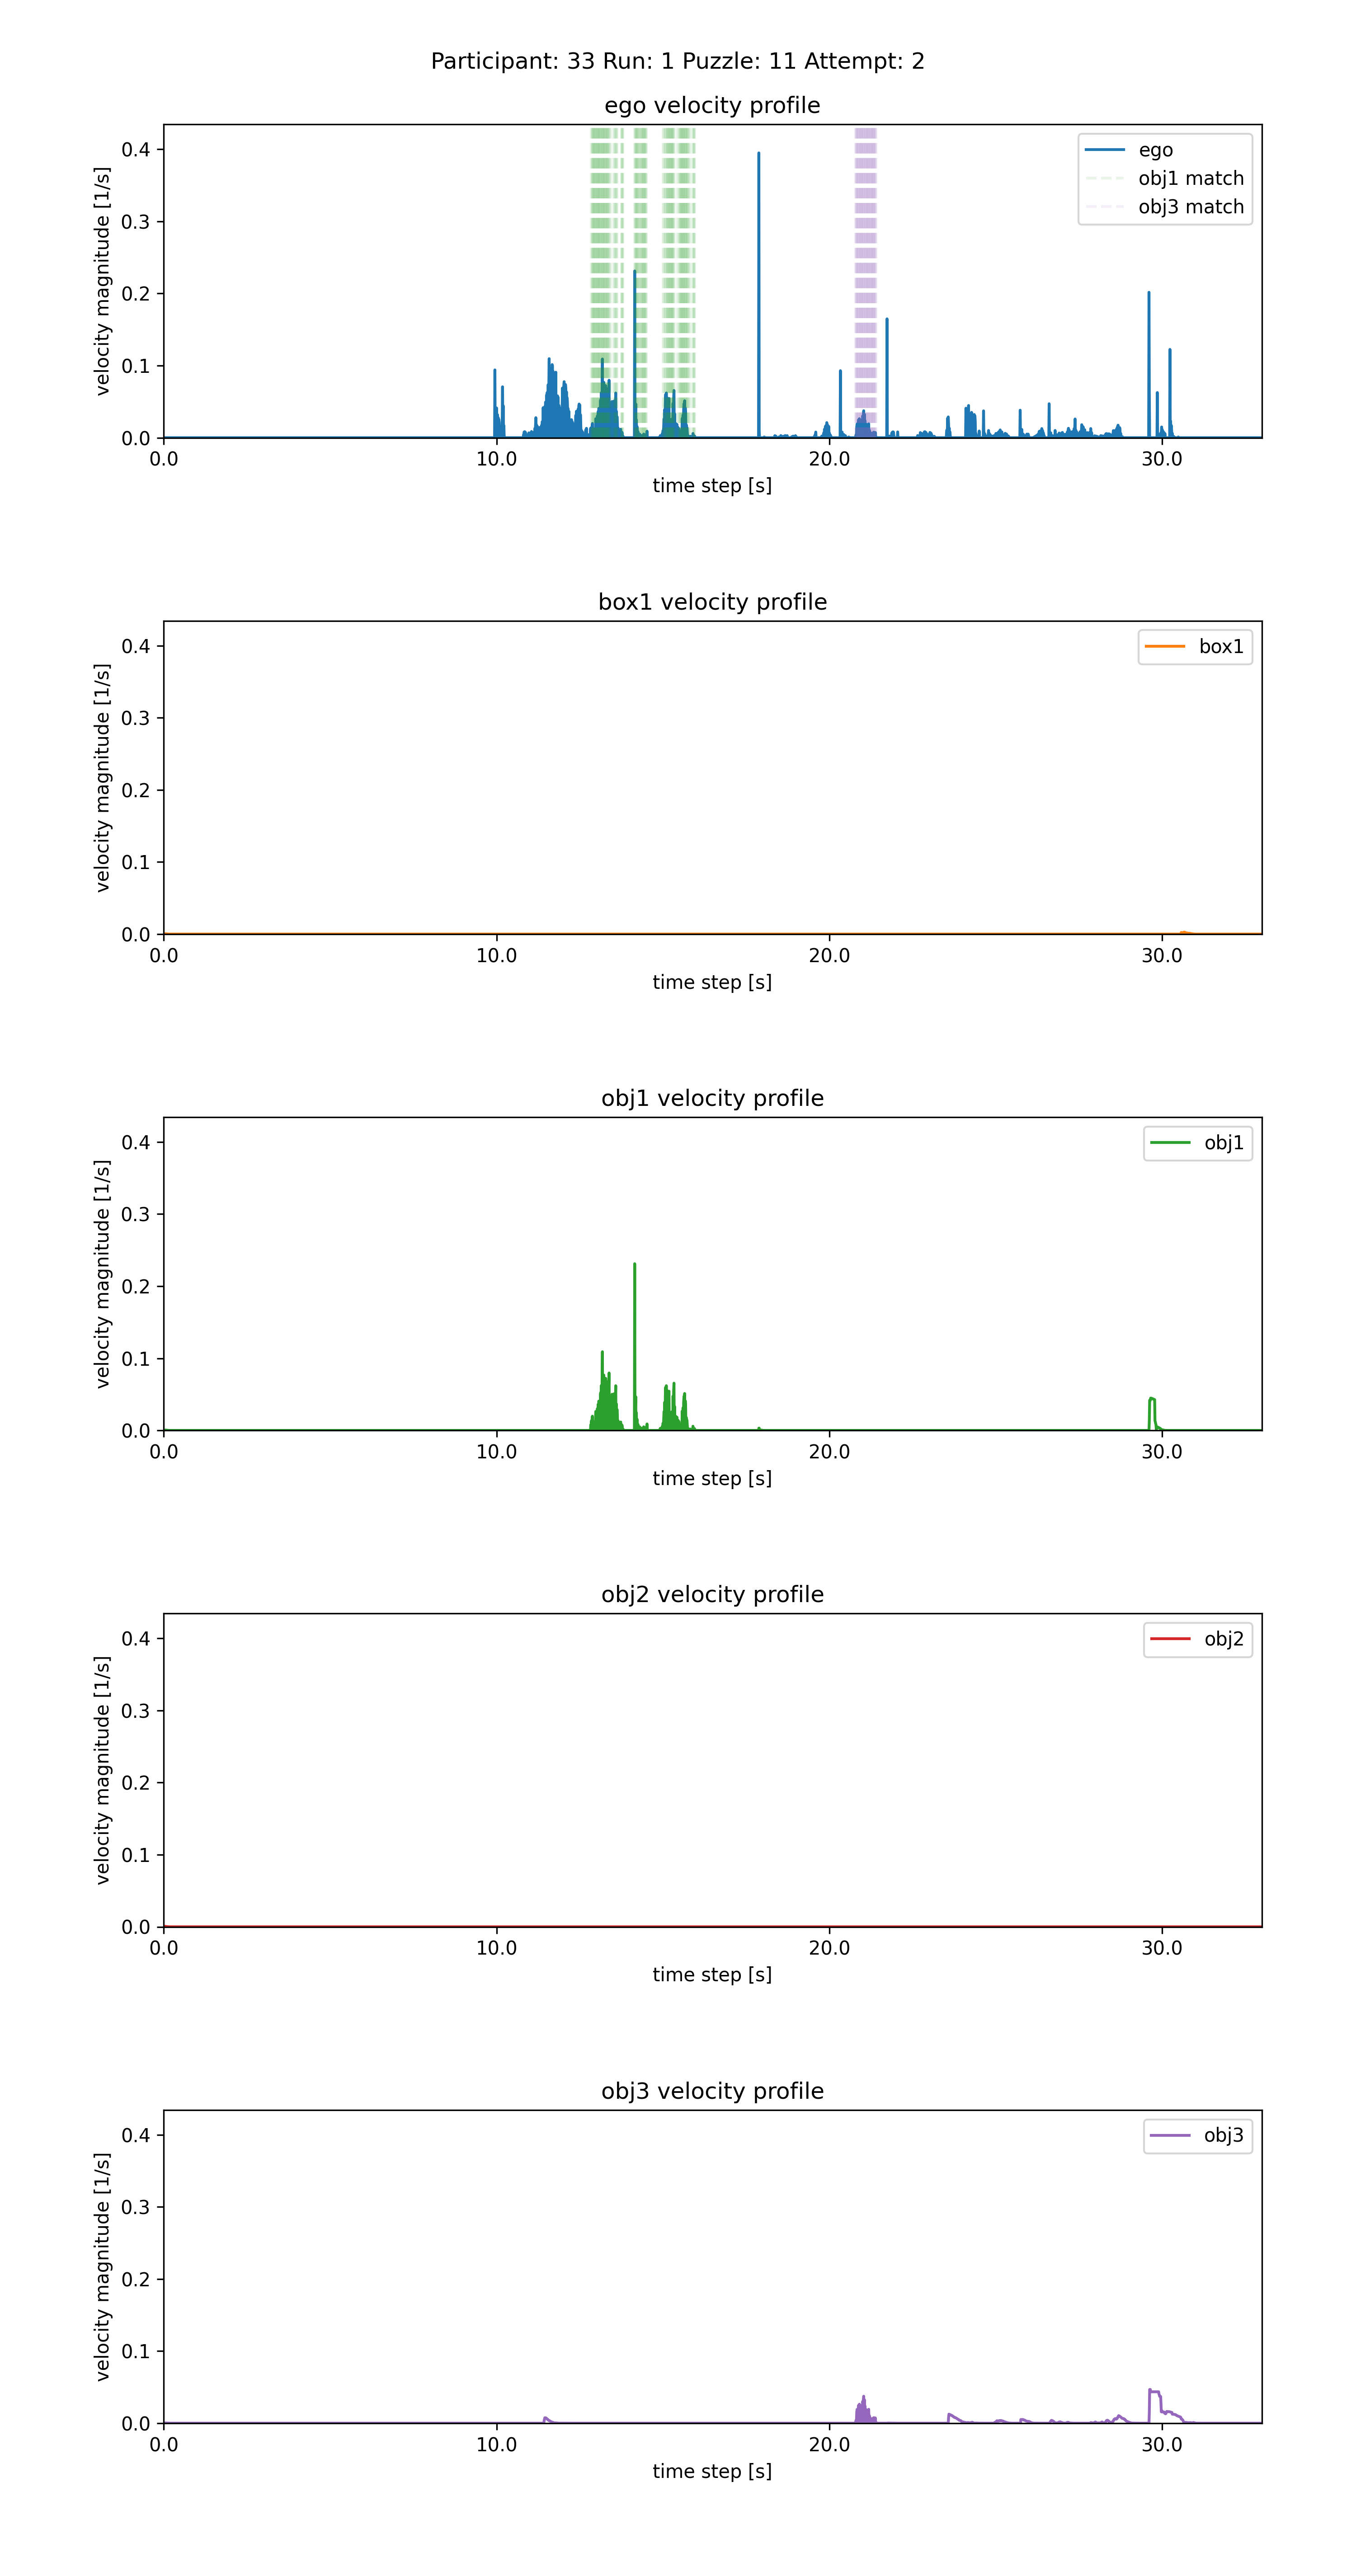 Participant: 33 Run: 1 Puzzle: 11 Attempt: 2
ego velocity profile
velocity magnitude [1/s]
0.4
0.3
0.2
0.1
0.0
ego
obj1 match
obj3 match
0.0 10.0 20.0 30.0
time step [s]
box1 velocity profile
velocity magnitude [1/s]
0.4
0.3
0.2
0.1
0.0
box1
0.0 10.0 20.0 30.0
time step [s]
obj1 velocity profile
velocity magnitude [1/s]
0.4
0.3
0.2
0.1
0.0
obj1
0.0 10.0 20.0 30.0
time step [s]
obj2 velocity profile
velocity magnitude [1/s]
0.4
0.3
0.2
0.1
0.0
obj2
0.0 10.0 20.0 30.0
time step [s]
obj3 velocity profile
velocity magnitude [1/s]
0.4
0.3
0.2
0.1
0.0
obj3
0.0 10.0 20.0 30.0
time step [s]